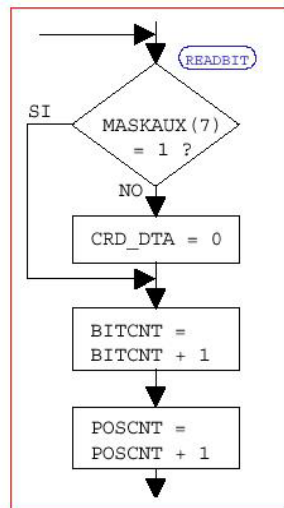 READBIT
SI
MASKAUX(7)
= 1 ?
NO
CRD_DTA = 0
BITCNT =
BITCNT + 1
POSCNT =
POSCNT + 1